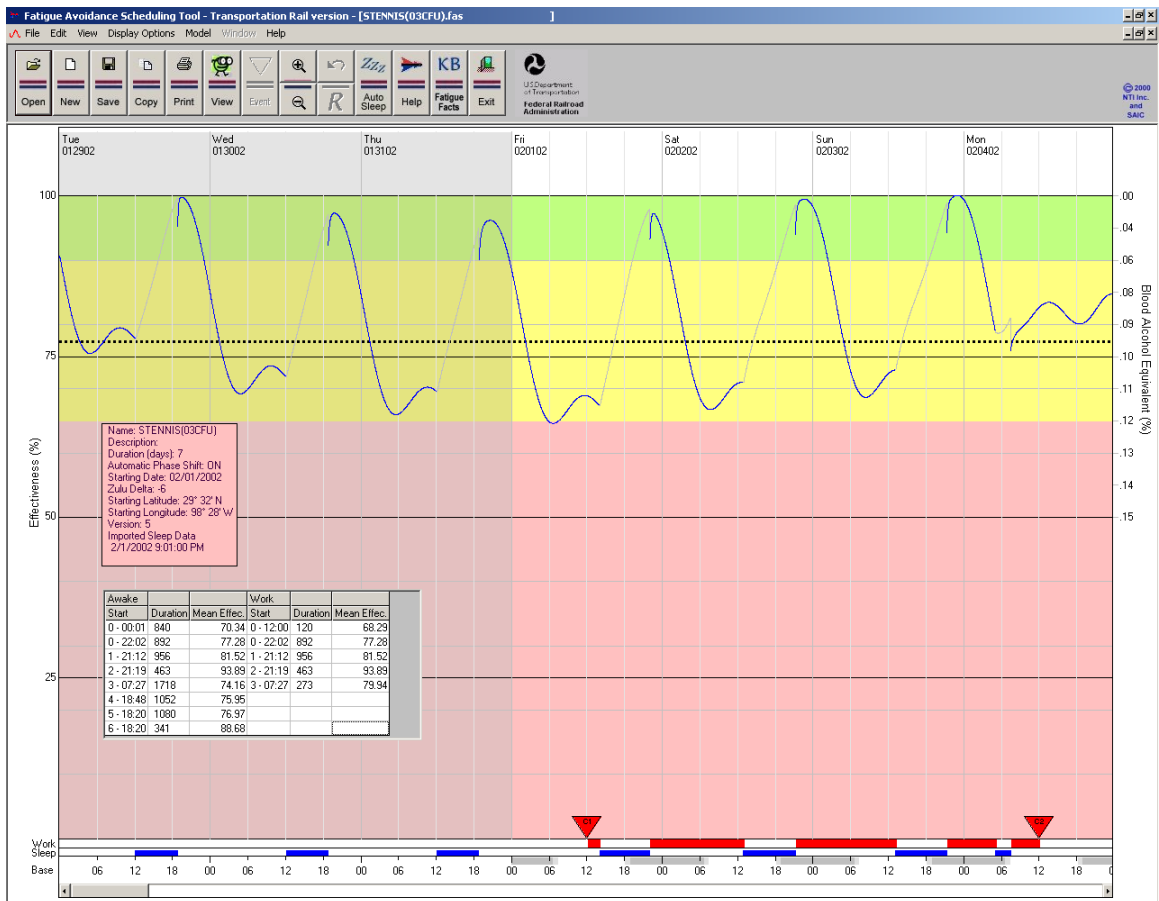 Fatigue Avoidance Scheduling Tool - Transportation Rail version - [STENNIS(03CFU).fas ]
File Edit View Display Options Model Window Help
Open New Save Copy Print View Event R Auto Sleep Help Fatigue Facts Exit
ZZZ KB
U.S.Department
of Transportation
Federal Railroad
Administration
© 2000
NTI Inc.
and
SAIC
Tue Wed Thu Fri Sat Sun Mon
012902 013002 013102 020102 020202 020302 020402
100 .00
.04
.06
.08
.09
75 .10
.11
.12
.13
.14
50 .15
25
Effectiveness (%)
Blood Alcohol Equivalent (%)
Name: STENNIS(03CFU)
Description:
Duration (days): 7
Automatic Phase Shift: ON
Starting Date: 02/01/2002
Zulu Delta: -6
Starting Latitude: 29° 32' N
Starting Longitude: 98° 28' W
Version: 5
Imported Sleep Data
2/1/2002 9:01:00 PM
Awake Work
Start Duration Mean Effec. Start Duration Mean Effec.
0 - 00:01 840 70.34 0 - 12:00 120 68.29
0 - 22:02 892 77.28 0 - 22:02 892 77.28
1 - 21:12 956 81.52 1 - 21:12 956 81.52
2 - 21:19 463 93.89 2 - 21:19 463 93.89
3 - 07:27 1718 74.16 3 - 07:27 273 79.94
4 - 18:48 1052 75.95
5 - 18:20 1080 76.97
6 - 18:20 341 88.68
Work
Sleep
Base 06 12 18 00 06 12 18 00 06 12 18 00 06 12 18 00 06 12 18 00 06 12 18 00 06 12 18